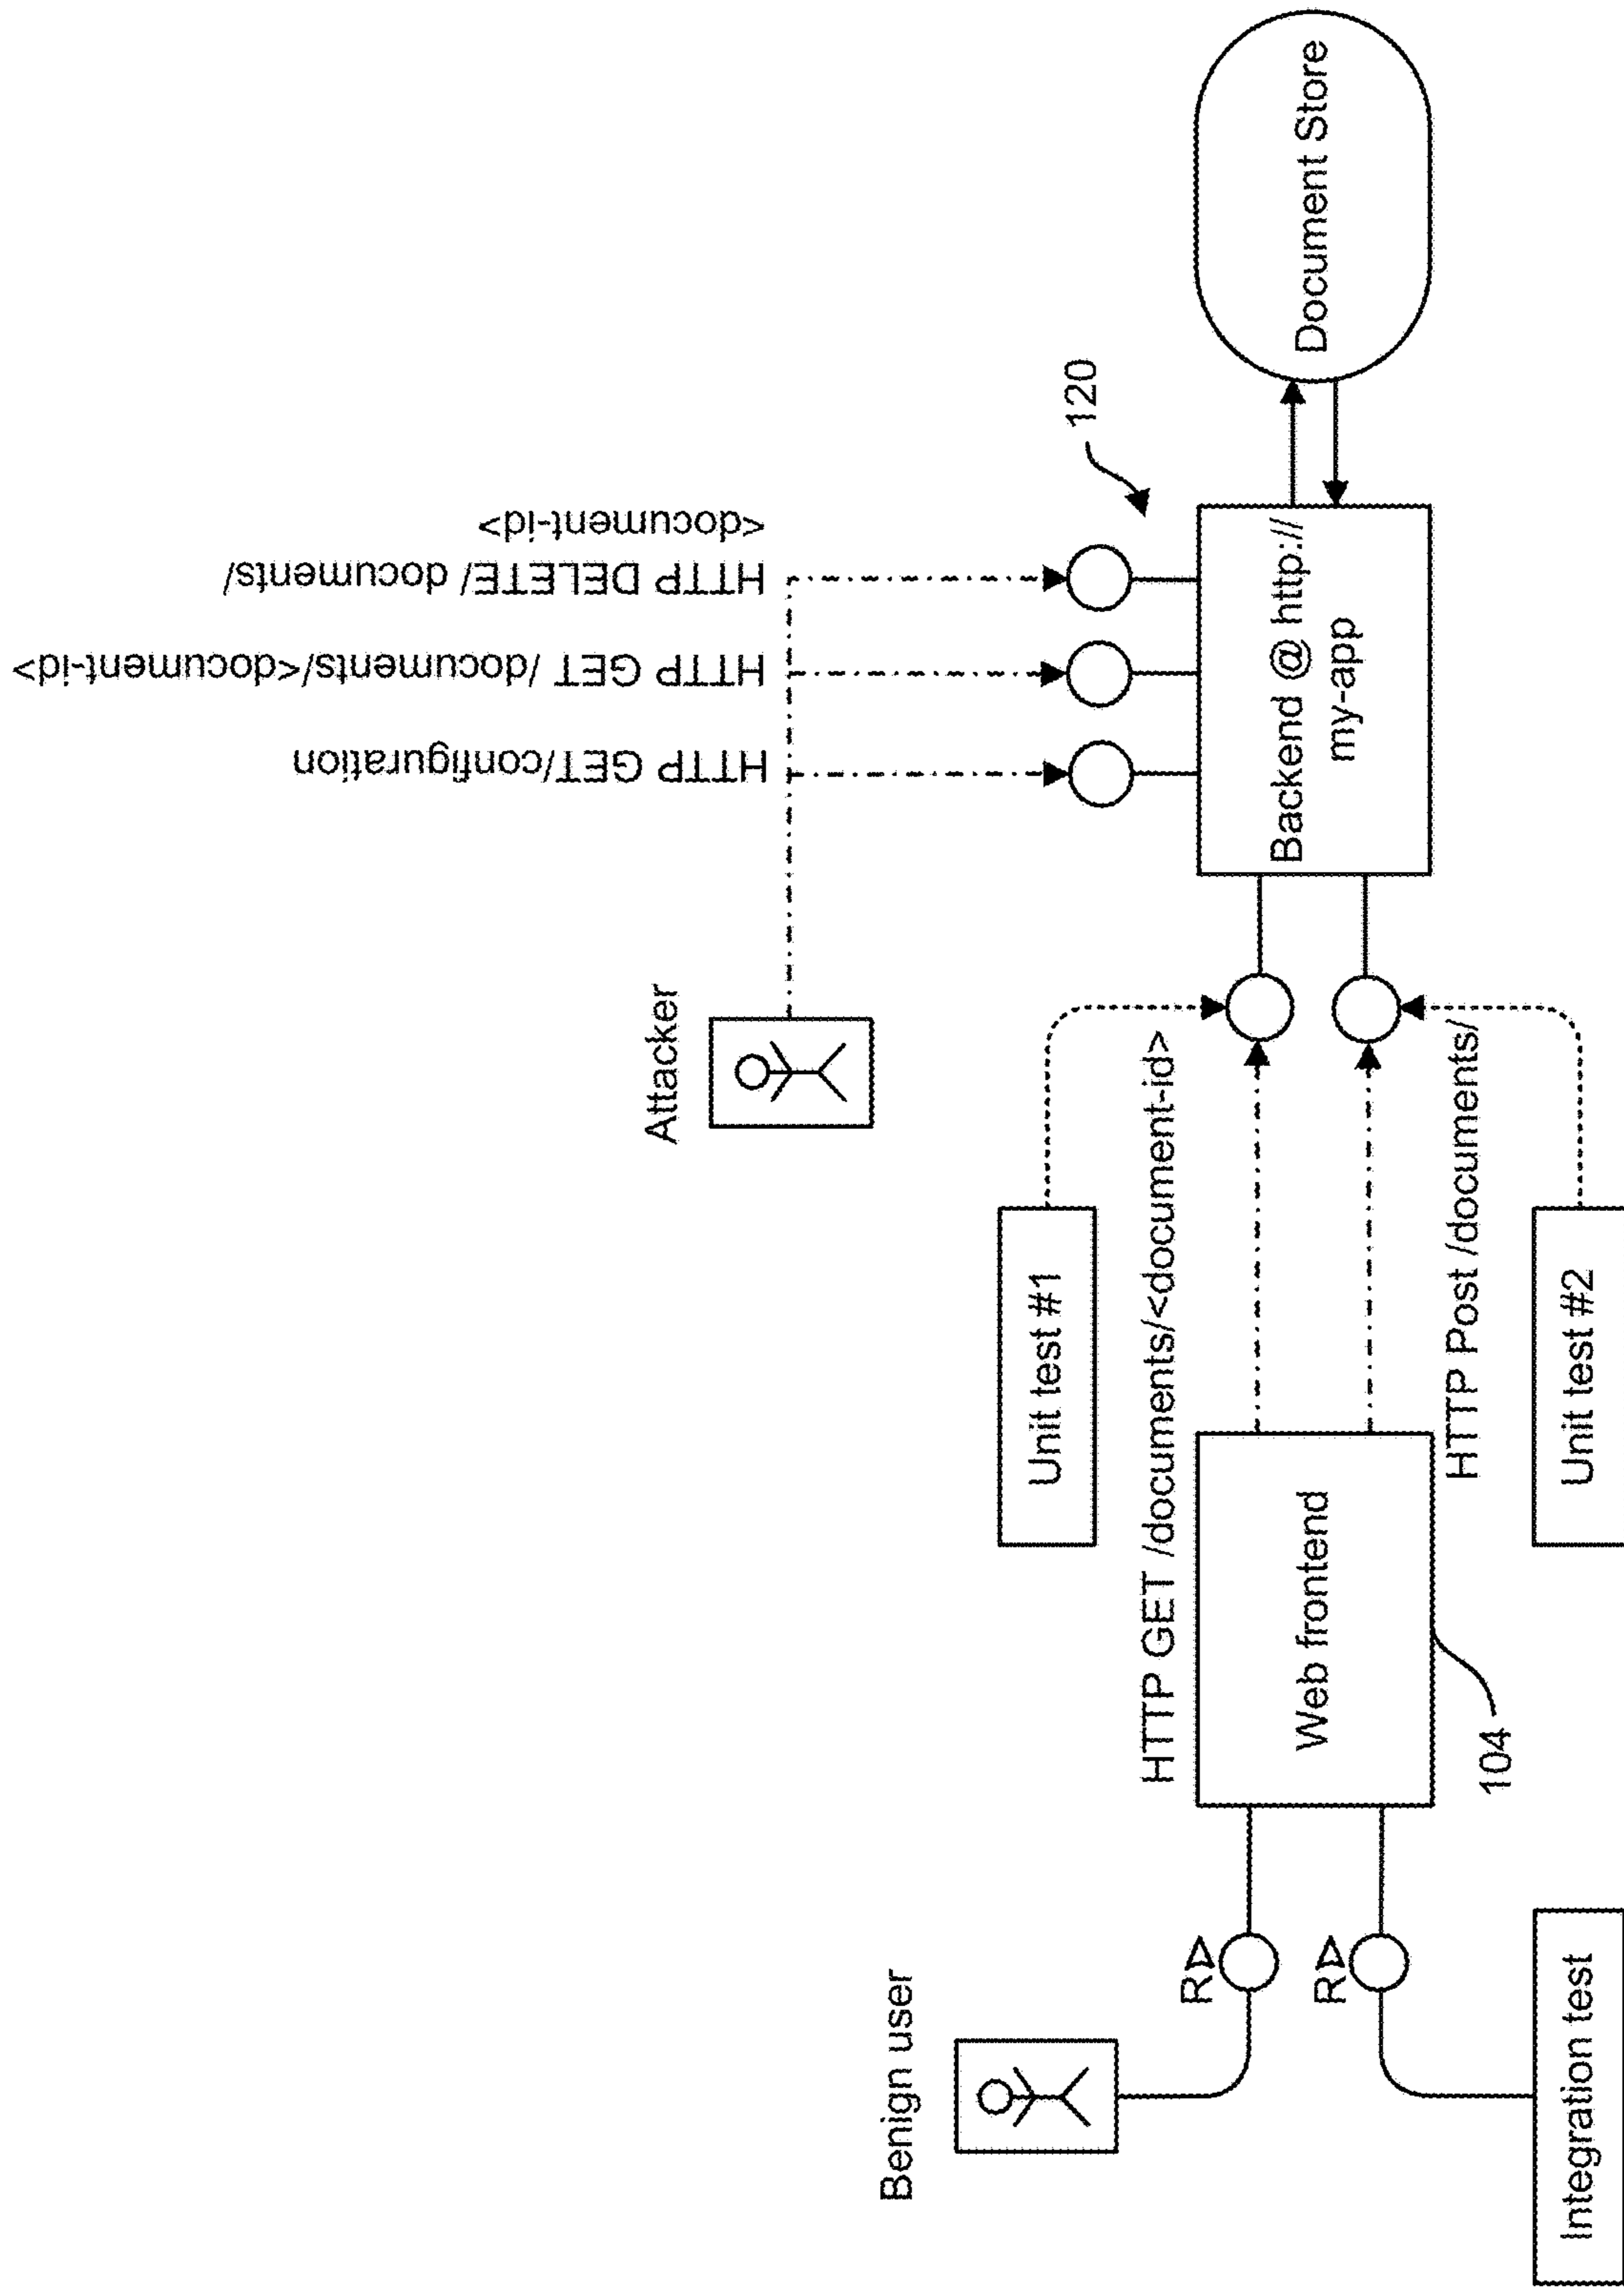 Attacker
HTTP GET/configuration
HTTP GET /documents/<document-id>
HTTP DELETE/ documents/
<document-id>
120
Benign user
Unit test #1
R
HTTP GET /documents/<document-id>
Web frontend
Backend @ http://
my-app
Document Store
R
HTTP Post /documents/
104
Integration test
Unit test #2